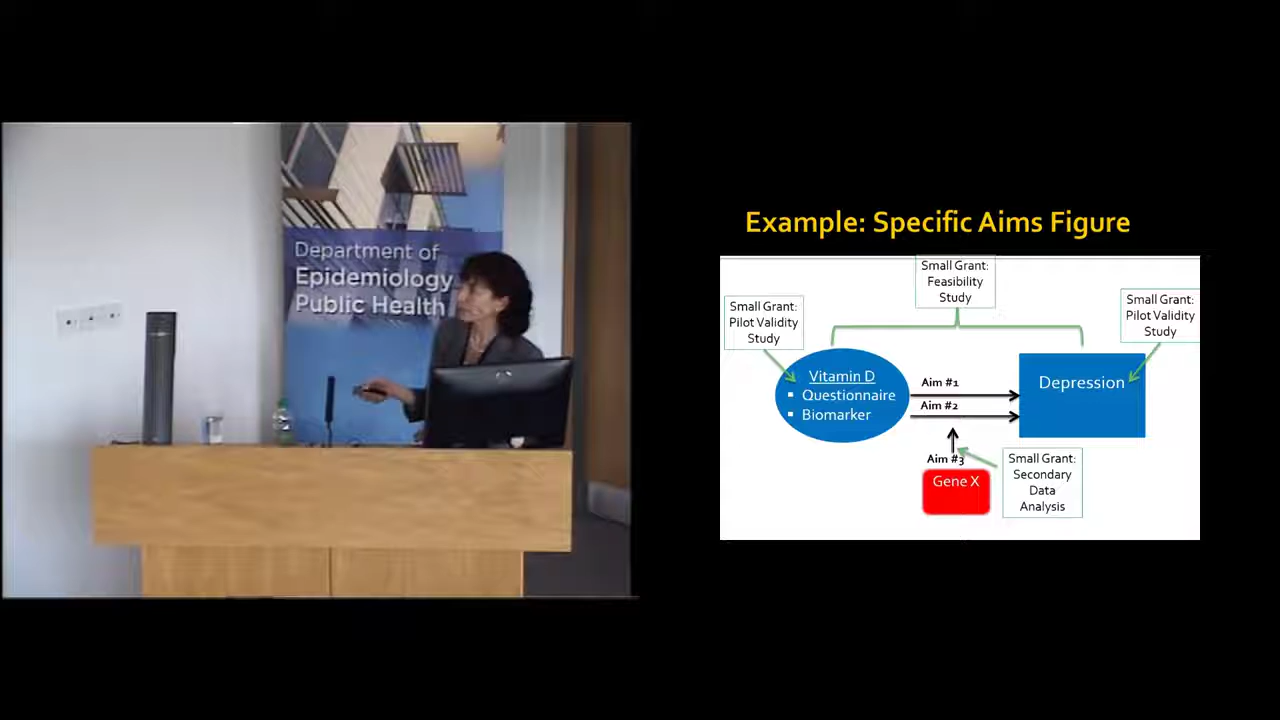 Department of
Epidemiology
Public Health
Example: Specific Aims Figure
Small Grant:
Feasibility
Study
Small Grant:
Pilot Validity
Study
Small Grant:
Pilot Validity
Study
Vitamin D
▪ Questionnaire
▪ Biomarker
Aim #1
Aim #2
Depression
Aim #3
Gene X
Small Grant:
Secondary
Data
Analysis